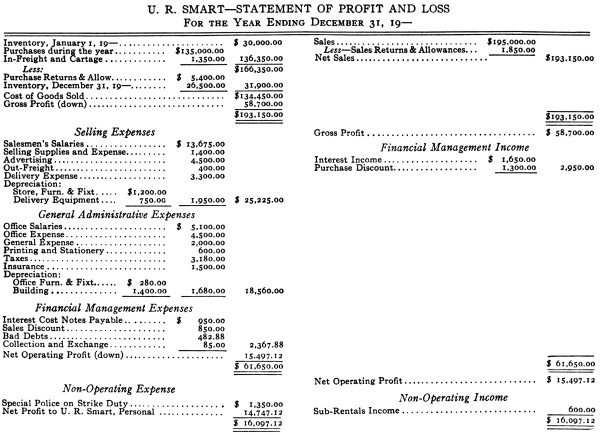 U. R. SMART—STATEMENT OF PROFIT AND LOSS
FOR THE YEAR ENDING DECEMBER 31, 19—
Inventory, January 1, 19— $ 30,000.00
Purchases during the year $135,000.00
In-Freight and Cartage 1,350.00 136,350.00
$166,350.00
Less:
Purchase Returns & Allow. $ 5,400.00
Inventory, December 31, 19— 26,500.00 31,900.00
Cost of Goods Sold $134,450.00
Gross Profit (down) 58,700.00
$193,150.00
Sales $195,000.00
Less—Sales Returns & Allowances 1,850.00
Net Sales $193,150.00
$193,150.00
Selling Expenses
Salesmen's Salaries $ 13,675.00
Selling Supplies and Expense 1,400.00
Advertising 4,500.00
Out-Freight 400.00
Delivery Expense 3,300.00
Depreciation:
Store, Furn. & Fixt. $1,200.00
Delivery Equipment 750.00 1,950.00 $ 25,225.00
Gross Profit $ 58,700.00
Financial Management Income
Interest Income $ 1,650.00
Purchase Discount 1,300.00 2,950.00
General Administrative Expenses
Office Salaries $ 5,100.00
Office Expense 4,500.00
General Expense 2,000.00
Printing and Stationery 600.00
Taxes 3,180.00
Insurance 1,500.00
Depreciation:
Office Furn. & Fixt. $ 280.00
Building 1,400.00 1,680.00 18,560.00
Financial Management Expenses
Interest Cost Notes Payable $ 950.00
Sales Discount 850.00
Bad Debts 482.88
Collection and Exchange 85.00 2,367.88
Net Operating Profit (down) 15,497.12
$ 61,650.00
$ 61,650.00
Non-Operating Expense
Special Police on Strike Duty $ 1,350.00
Net Profit to U. R. Smart, Personal 14,747.12
$ 16,097.12
Net Operating Profit $ 15,497.12
Non-Operating Income
Sub-Rentals Income 600.00
$ 16,097.12